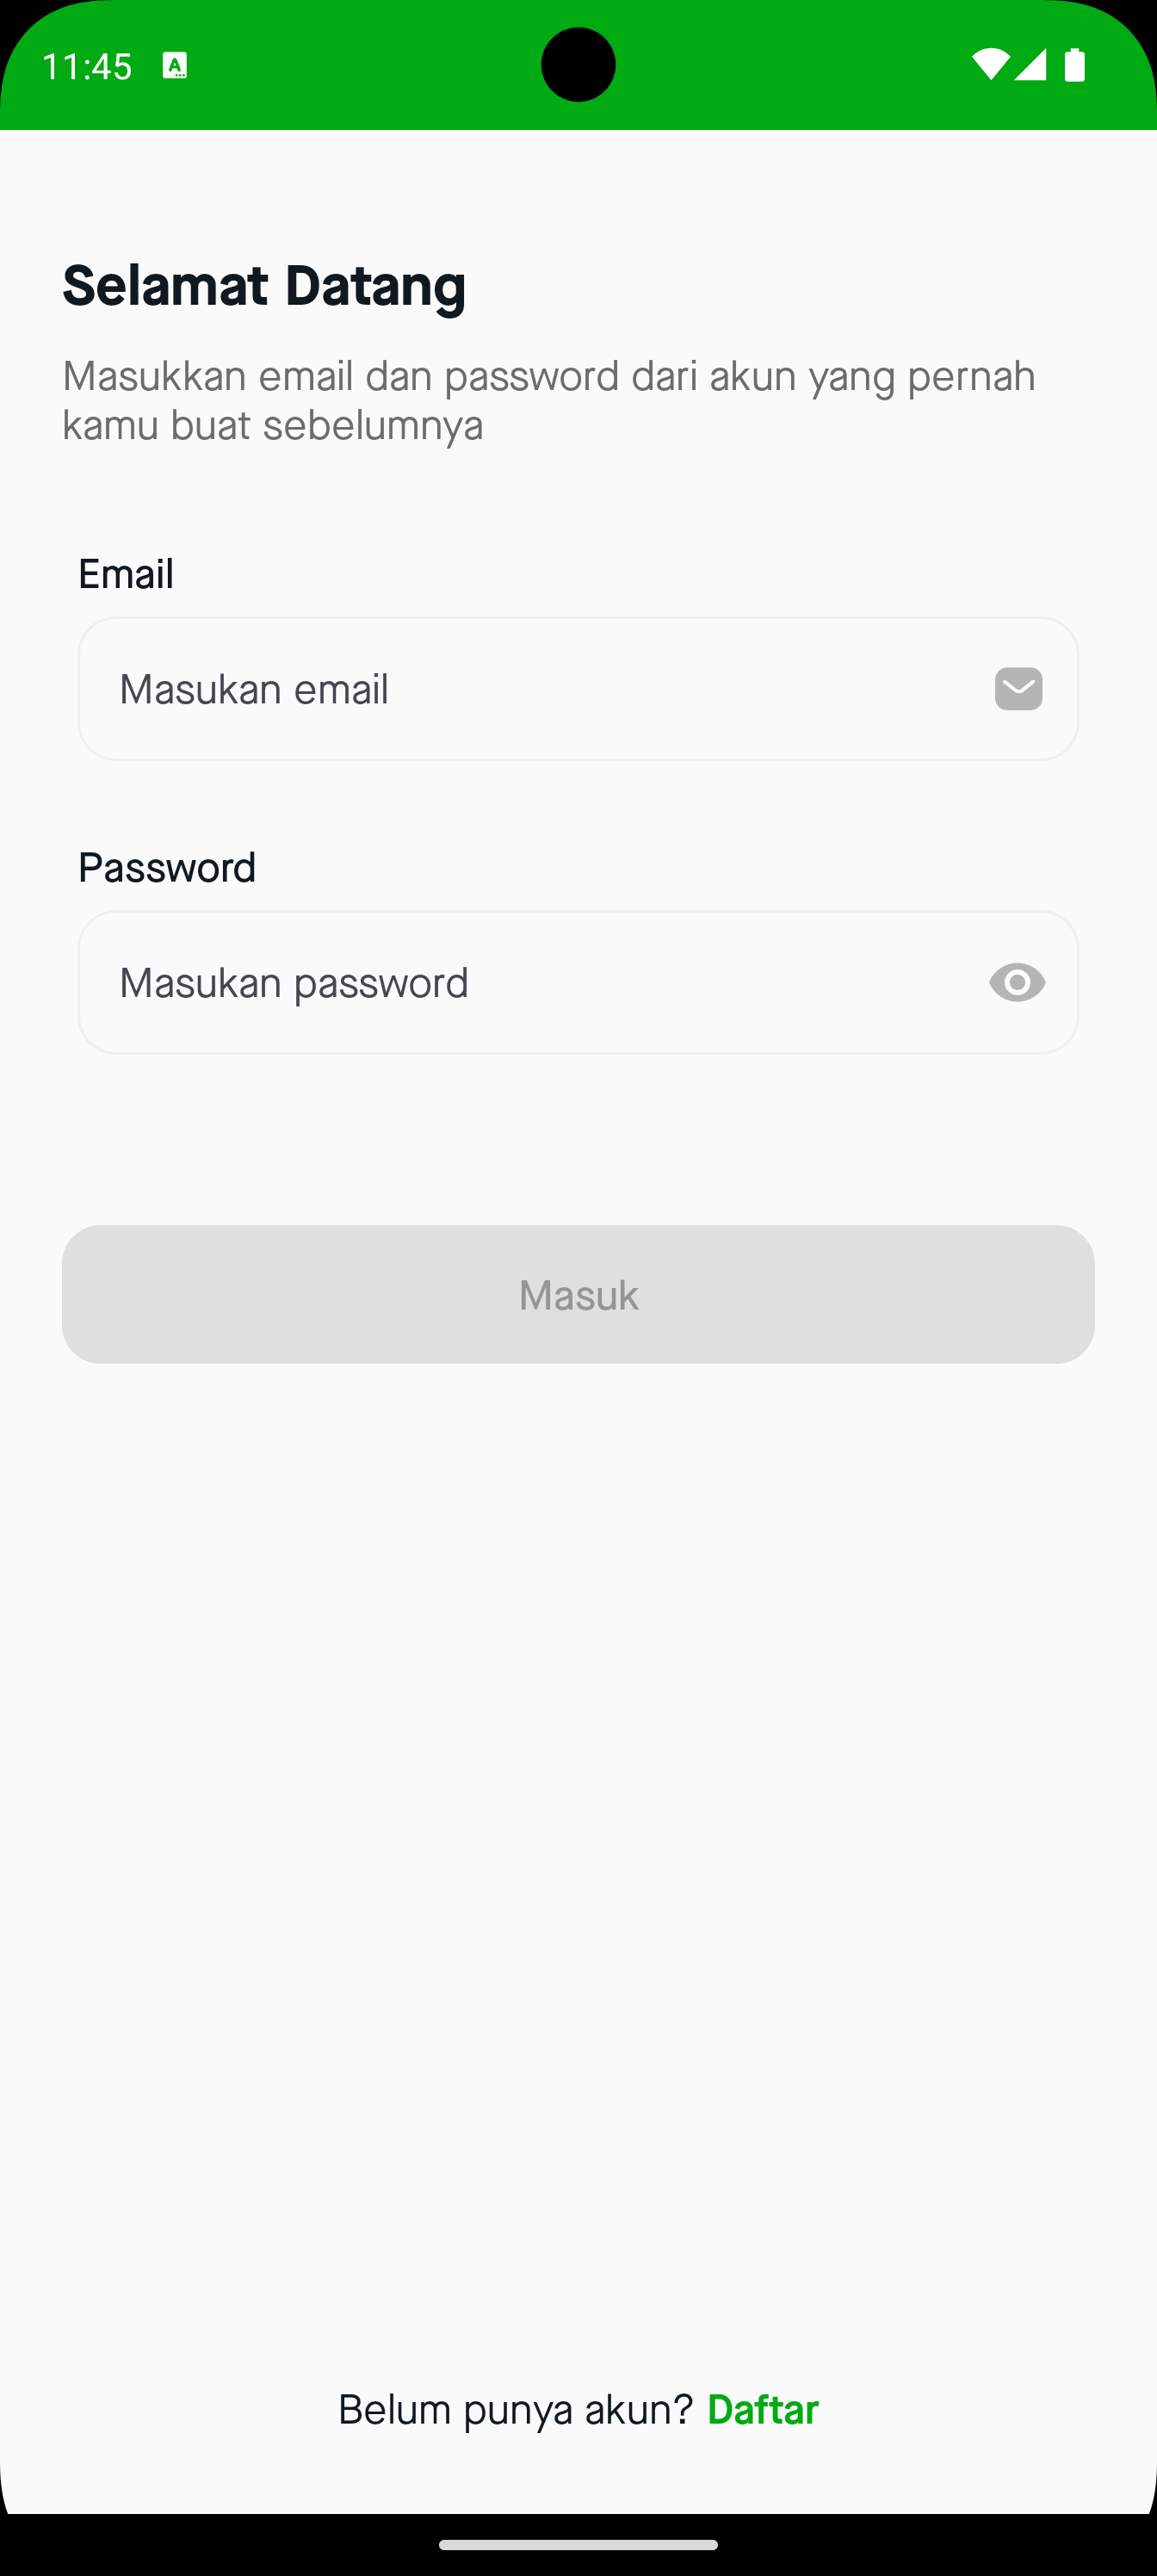 11:45
Selamat Datang
Masukkan email dan password dari akun yang pernah
kamu buat sebelumnya
Email
Masukan email
Password
Masukan password
Masuk
Belum punya akun? Daftar